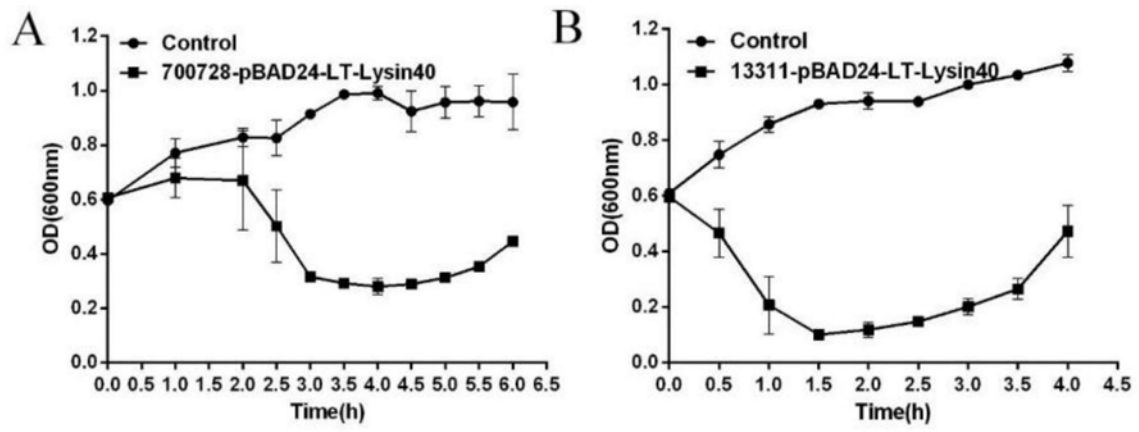 A
Control
700728-pBAD24-LT-Lysin40
OD(600nm)
1.2
1.0
0.8
0.6
0.4
0.2
0.0
0.0 0.5 1.0 1.5 2.0 2.5 3.0 3.5 4.0 4.5 5.0 5.5 6.0 6.5
Time(h)
B
Control
13311-pBAD24-LT-Lysin40
OD(600nm)
1.2
1.0
0.8
0.6
0.4
0.2
0.0
0.0 0.5 1.0 1.5 2.0 2.5 3.0 3.5 4.0 4.5
Time(h)